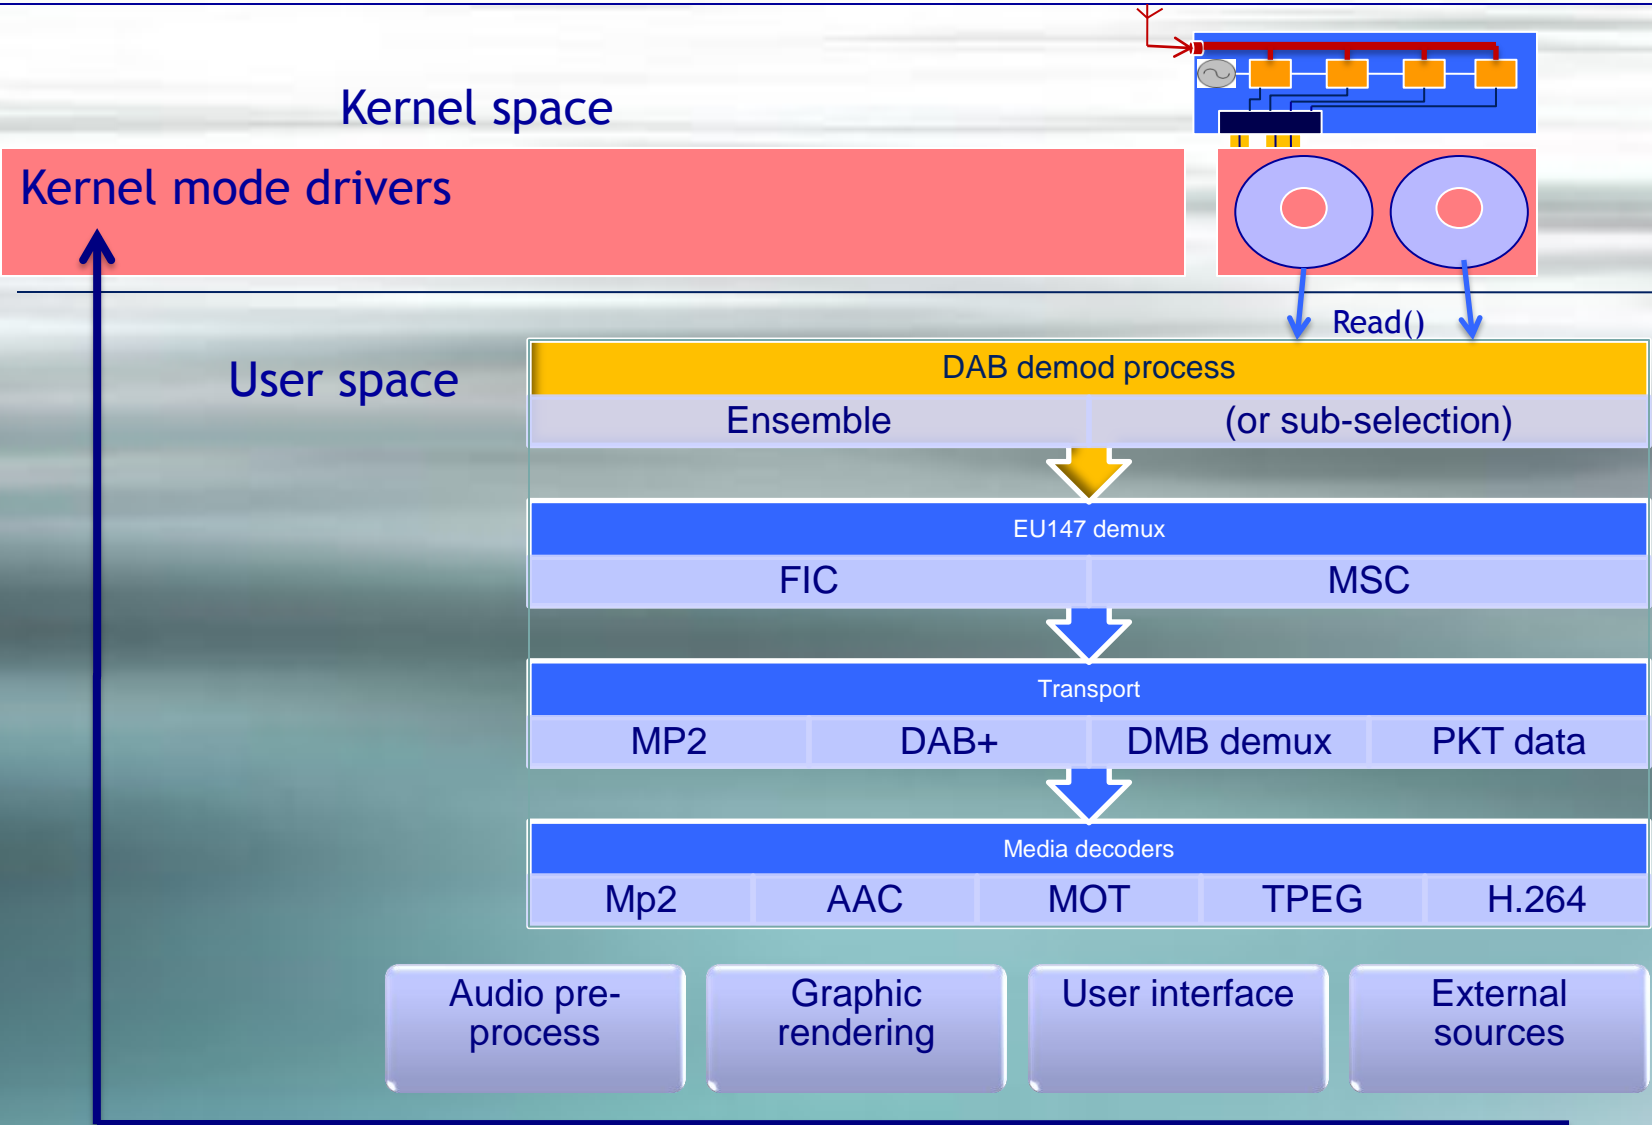 Kernel space
Kernel mode drivers
Read()
User space
DAB demod process
Ensemble
(or sub-selection)
EU147 demux
FIC
MSC
Transport
MP2
DAB+
DMB demux
PKT data
Media decoders
Mp2
AAC
MOT
TPEG
H.264
Audio pre-
process
Graphic
rendering
User interface
External
sources